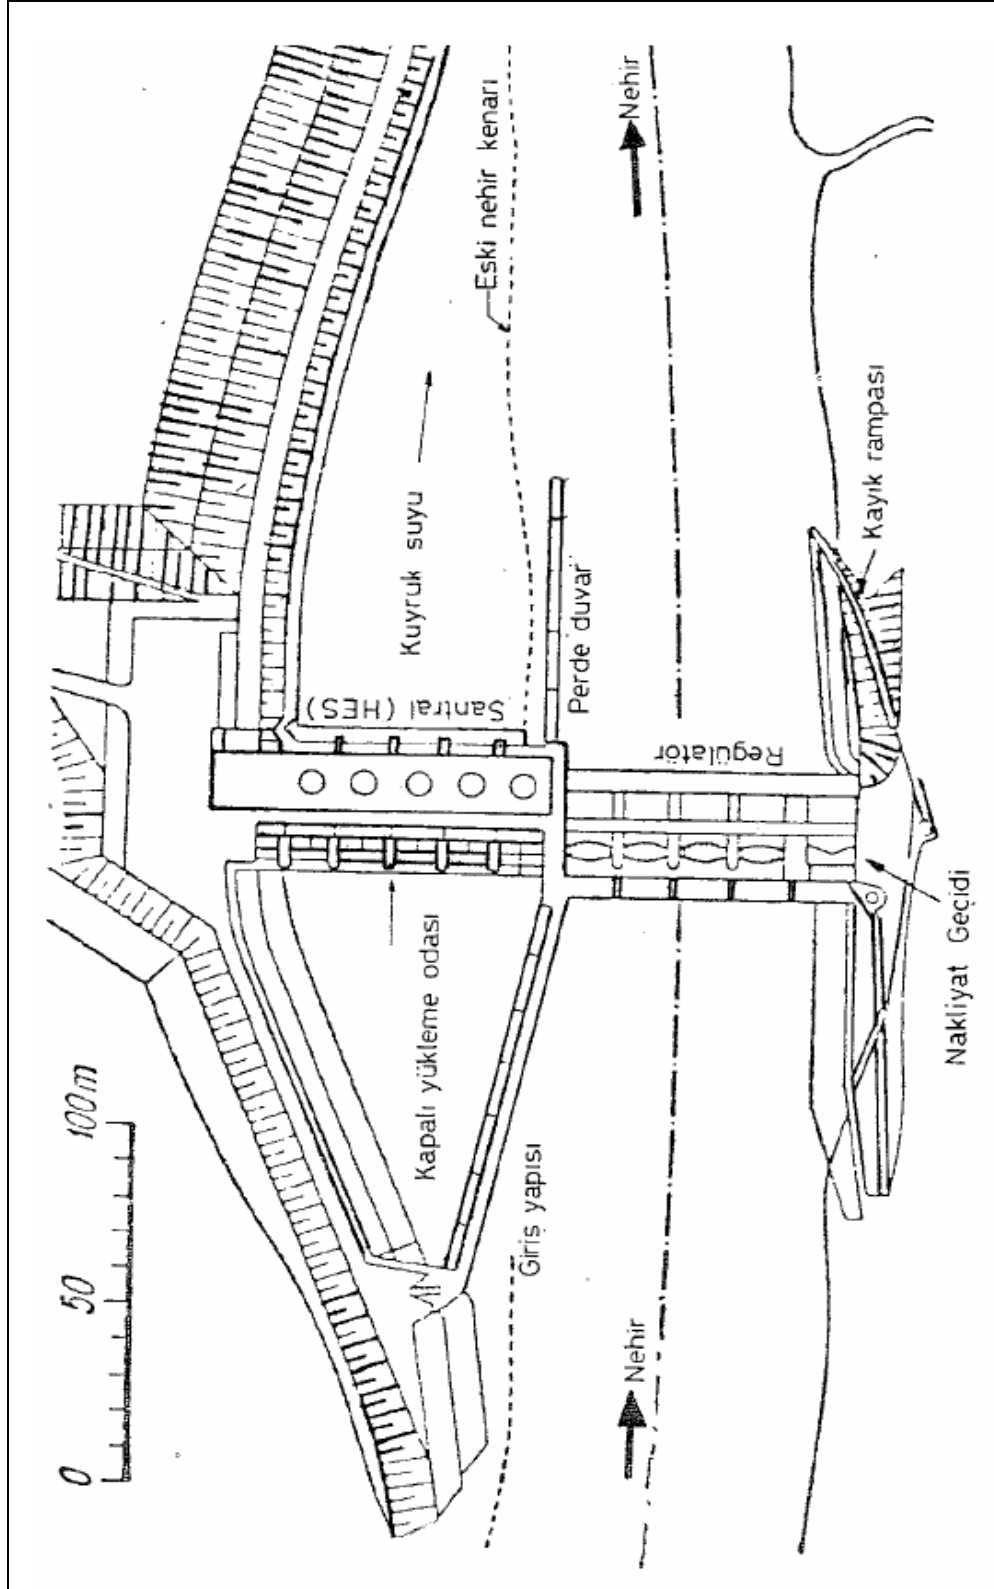 0 50 100m
Nehir
Eski nehir kenarı
Kuyruk suyu
Kayık rampası
Santral (HES)
Perde duvar
Regülatör
Kapalı yükleme odası
Giriş yapısı
Nakliyat Geçidi
Nehir